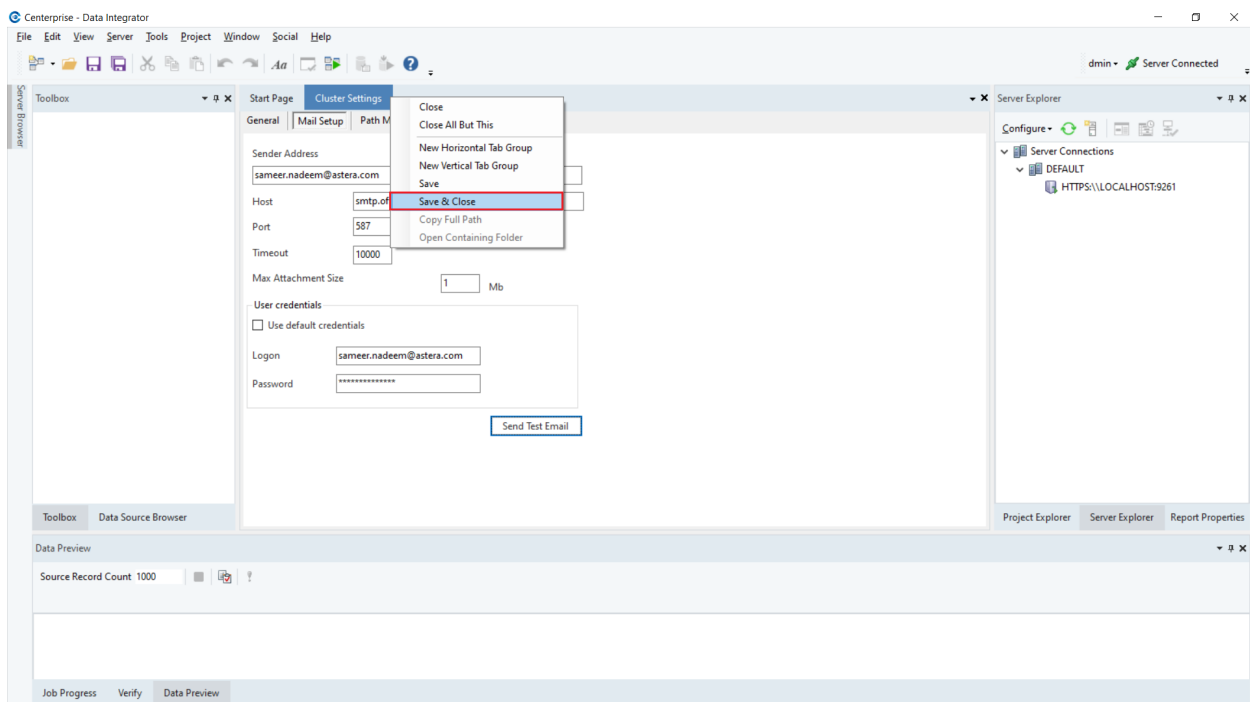 Centerprise - Data Integrator
File Edit View Server Tools Project Window Social Help
Aa
dmin
Server Connected
Server Browser
Toolbox
Start Page Cluster Settings
General Mail Setup Path M
Sender Address
sameer.nadeem@astera.com
Host smtp.of
Port 587
Timeout 10000
Max Attachment Size 1 Mb
User credentials
Use default credentials
Logon sameer.nadeem@astera.com
Password **************
Send Test Email
Close
Close All But This
New Horizontal Tab Group
New Vertical Tab Group
Save
Save & Close
Copy Full Path
Open Containing Folder
Server Explorer
Configure
Server Connections
DEFAULT
HTTPS:\\LOCALHOST:9261
Toolbox Data Source Browser
Project Explorer Server Explorer Report Properties
Data Preview
Source Record Count 1000
Job Progress Verify Data Preview